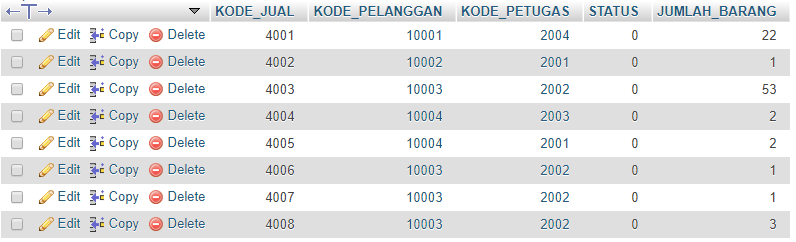 KODE_JUAL KODE_PELANGGAN KODE_PETUGAS STATUS JUMLAH_BARANG
Edit Copy Delete 4001 10001 2004 0 22
Edit Copy Delete 4002 10002 2001 0 1
Edit Copy Delete 4003 10003 2002 0 53
Edit Copy Delete 4004 10004 2003 0 2
Edit Copy Delete 4005 10004 2001 0 2
Edit Copy Delete 4006 10003 2002 0 1
Edit Copy Delete 4007 10003 2002 0 1
Edit Copy Delete 4008 10003 2002 0 3